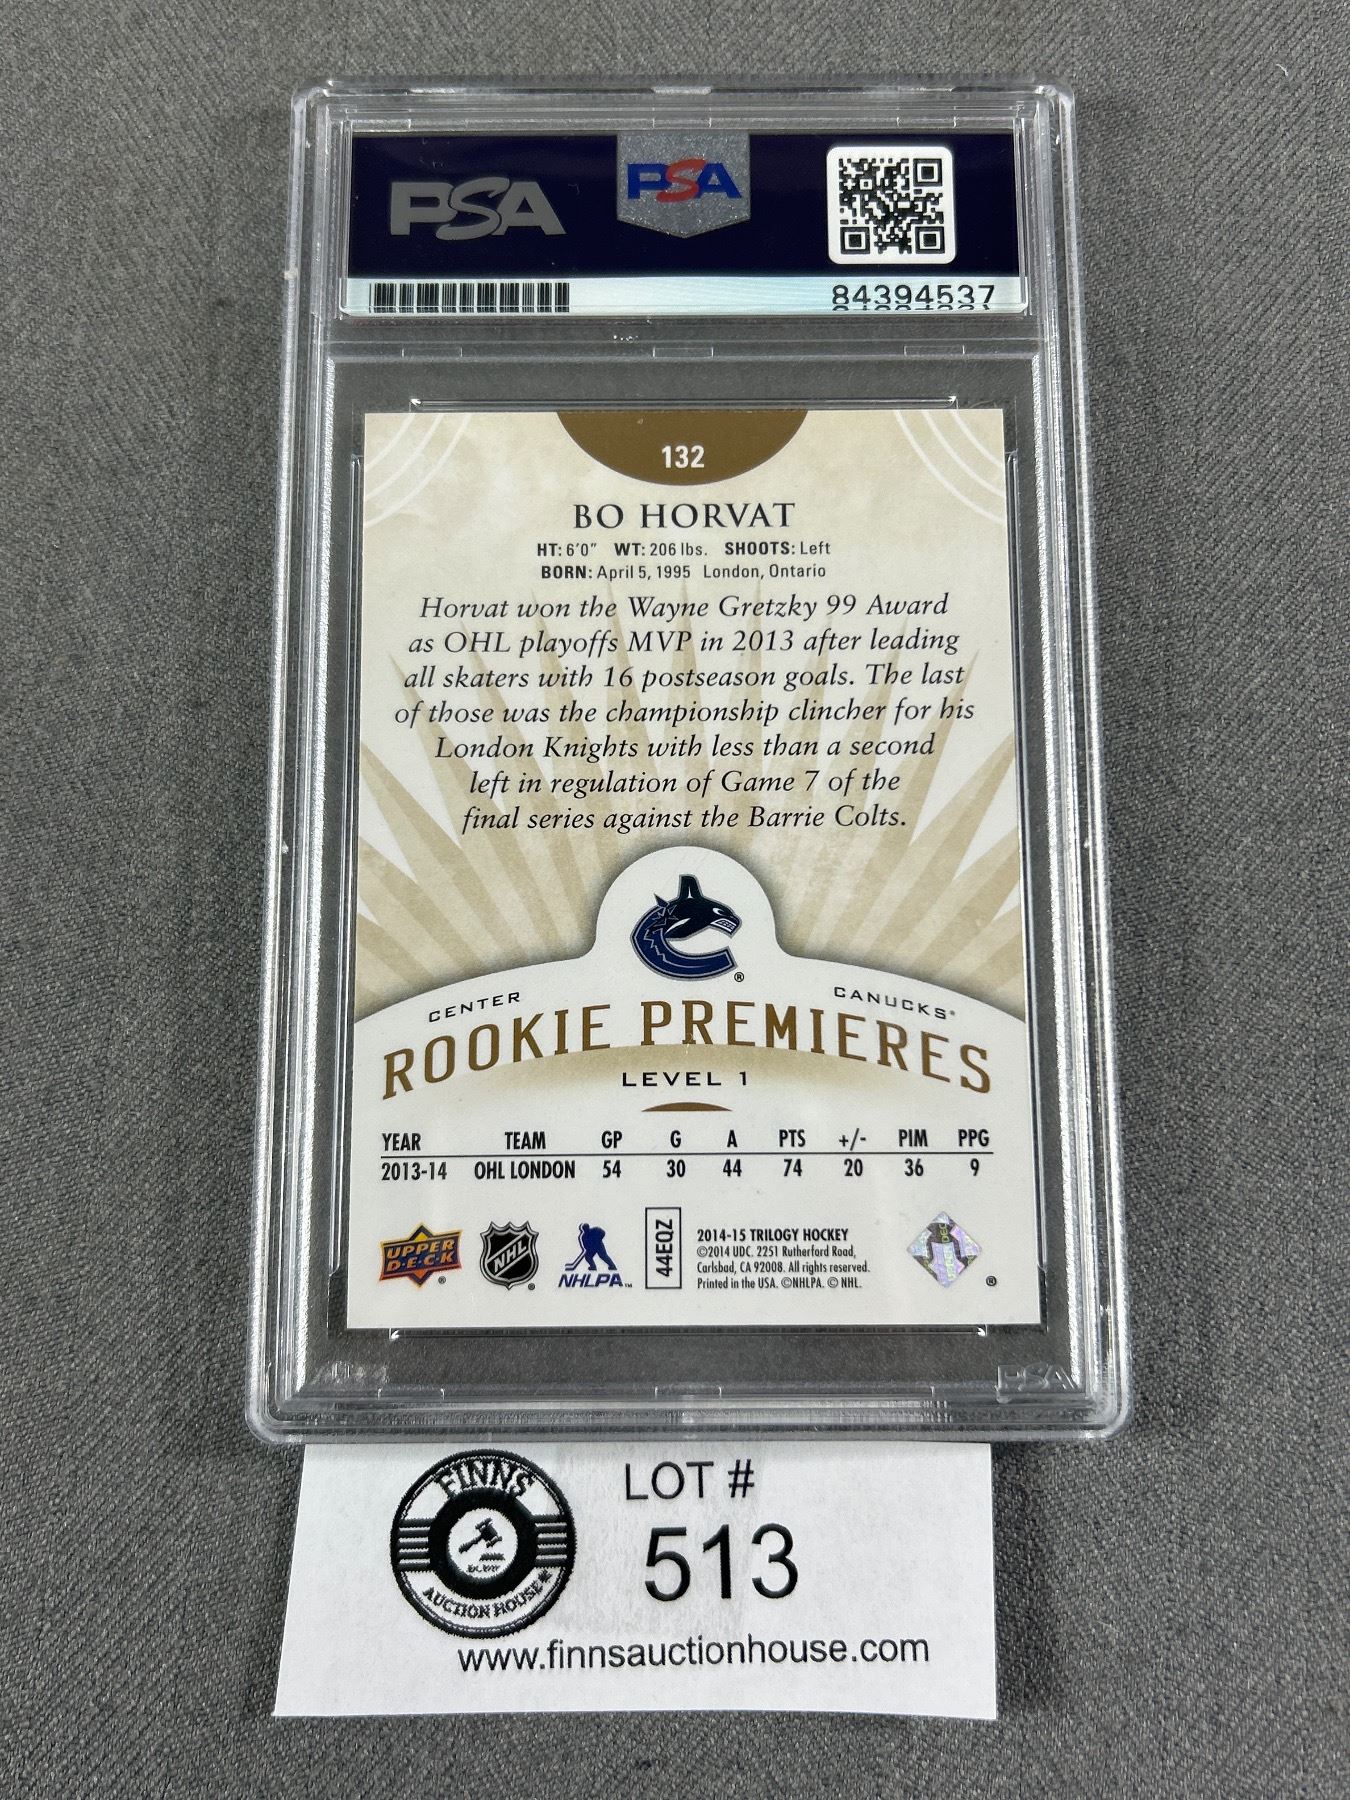 PSA
PSA
84394537
132
BO HORVAT
HT: 6'0" WT: 206 lbs. SHOOTS: Left
BORN: April 5, 1995 London, Ontario
Horvat won the Wayne Gretzky 99 Award
as OHL playoffs MVP in 2013 after leading
all skaters with 16 postseason goals. The last
of those was the championship clincher for his
London Knights with less than a second
left in regulation of Game 7 of the
final series against the Barrie Colts.
®
CENTER CANUCKS®
ROOKIE PREMIERES
LEVEL 1
YEAR TEAM GP G A PTS +/- PIM PPG
2013-14 OHL LONDON 54 30 44 74 20 36 9
UPPER
DECK
®
NHL
®
NHLPA™
44EQZ
2014-15 TRILOGY HOCKEY
©2014 UDC. 2251 Rutherford Road,
Carlsbad, CA 92008. All rights reserved.
Printed in the USA. ©NHLPA. © NHL.
®
PSA
FINNS
AUCTION HOUSE
LOT #
513
www.finnsauctionhouse.com